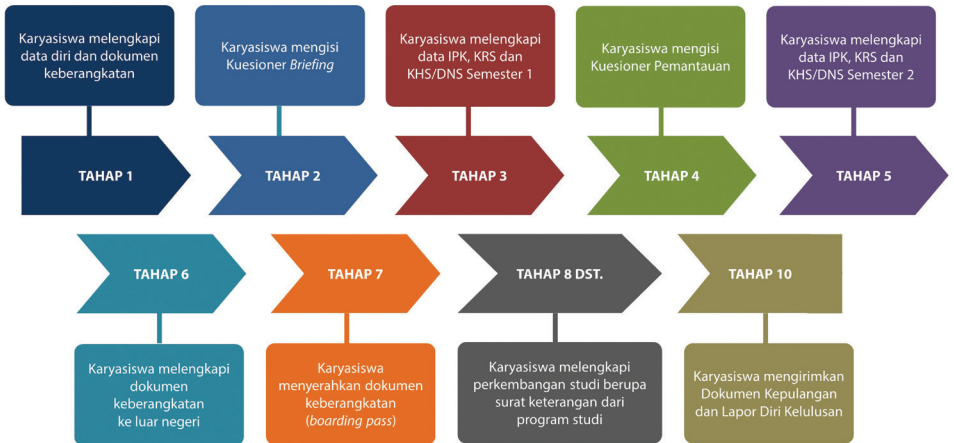 Karyasiswa melengkapi
data diri dan dokumen
keberangkatan
Karyasiswa mengisi
Kuesioner Briefing
Karyasiswa melengkapi
data IPK, KRS dan
KHS/DNS Semester 1
Karyasiswa mengisi
Kuesioner Pemantauan
Karyasiswa melengkapi
data IPK, KRS dan
KHS/DNS Semester 2
TAHAP 1
TAHAP 2
TAHAP 3
TAHAP 4
TAHAP 5
TAHAP 6
TAHAP 7
TAHAP 8 DST.
TAHAP 10
Karyasiswa melengkapi
dokumen
keberangkatan
ke luar negeri
Karyasiswa
menyerahkan dokumen
keberangkatan
(boarding pass)
Karyasiswa melengkapi
perkembangan studi berupa
surat keterangan dari
program studi
Karyasiswa mengirimkan
Dokumen Kepulangan
dan Lapor Diri Kelulusan